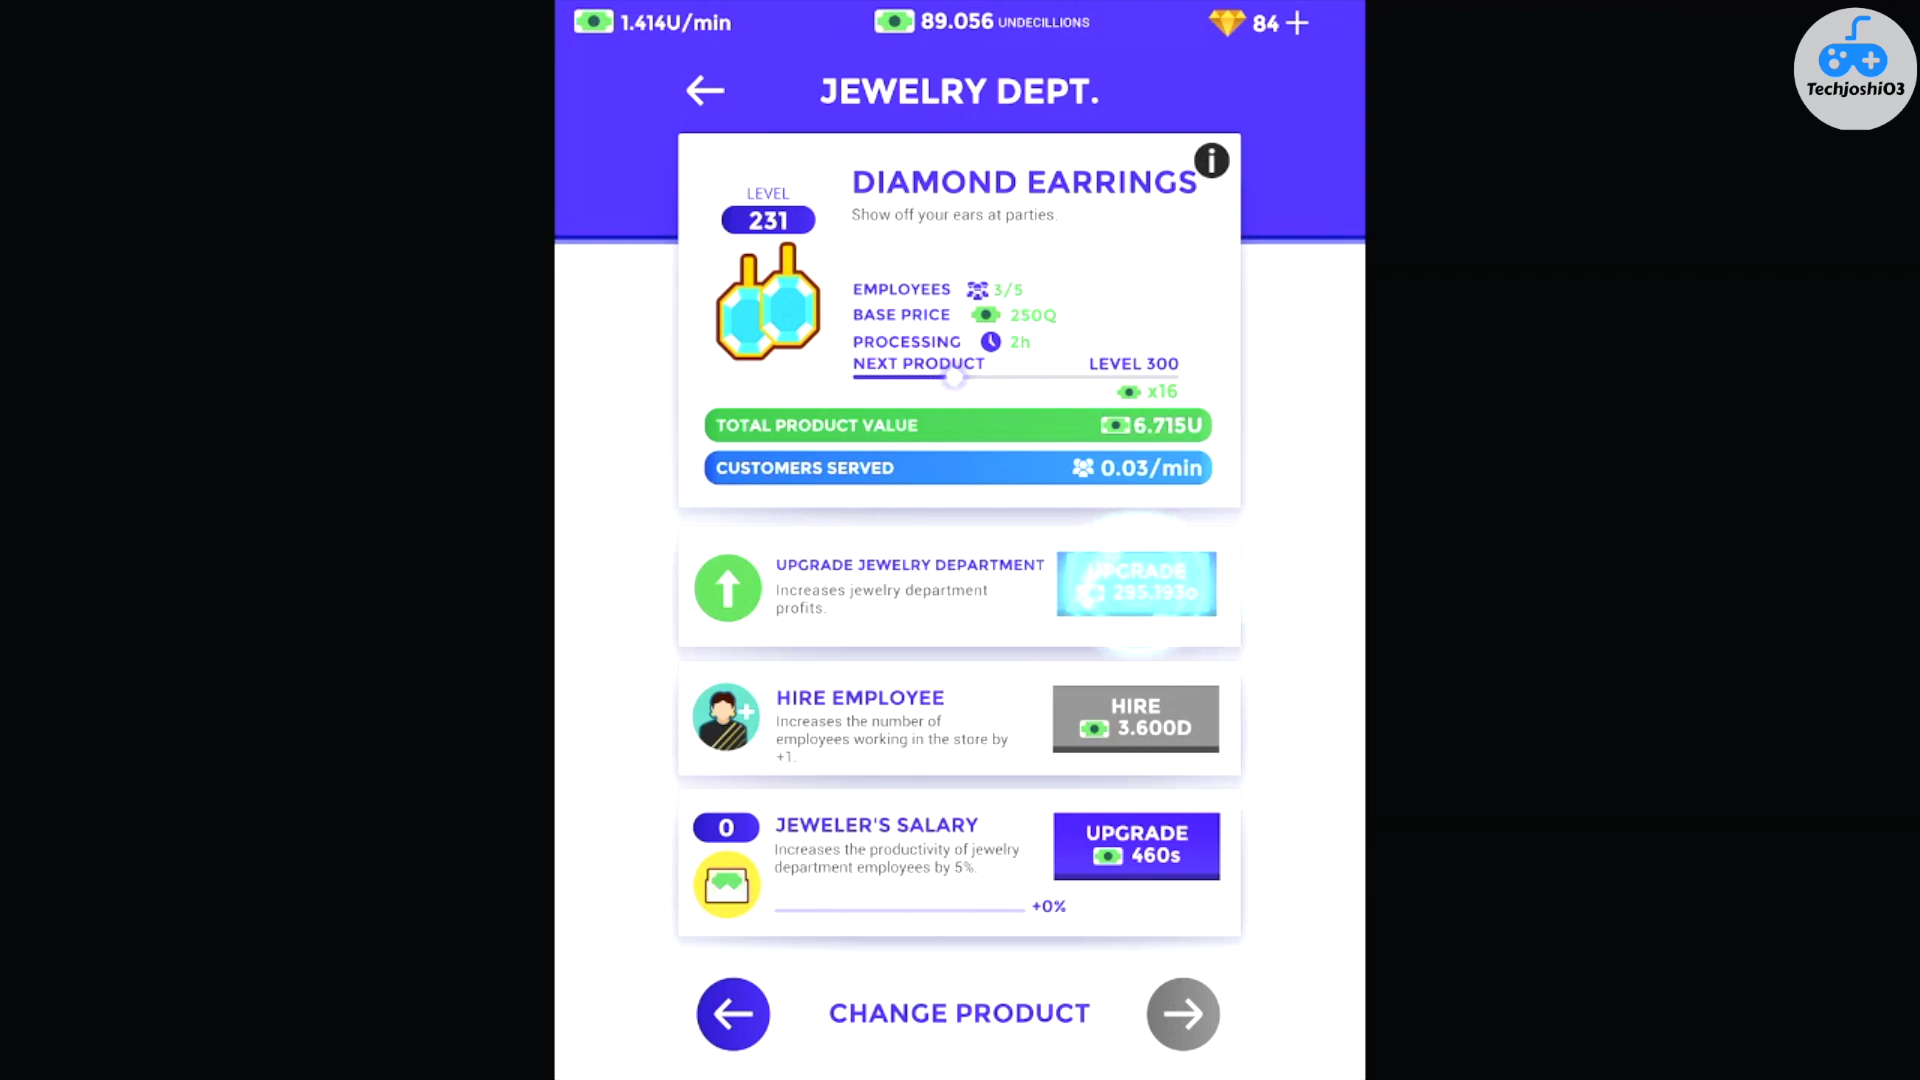 1.414U/min
89.056 UNDECILLIONS
84
TechjoshiO3
JEWELRY DEPT.
DIAMOND EARRINGS
Show off your ears at parties.
LEVEL
231
EMPLOYEES 3/5
BASE PRICE 250Q
PROCESSING 2h
NEXT PRODUCT LEVEL 300
x16
TOTAL PRODUCT VALUE 6.715U
CUSTOMERS SERVED 0.03/min
UPGRADE JEWELRY DEPARTMENT
Increases jewelry department
profits.
UPGRADE
295.193o
HIRE EMPLOYEE
Increases the number of
employees working in the store by
+1.
HIRE
3.600D
0
JEWELER'S SALARY
Increases the productivity of jewelry
department employees by 5%.
+0%
UPGRADE
460s
CHANGE PRODUCT